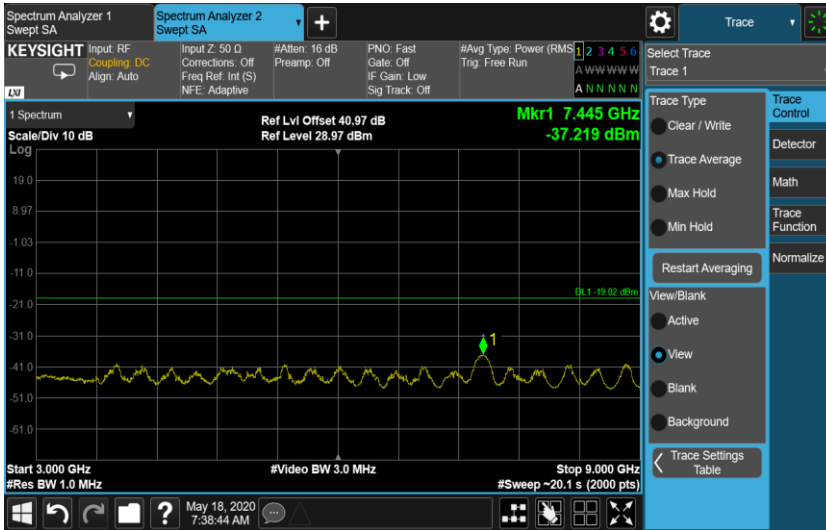 Spectrum Analyzer 1
Swept SA
Spectrum Analyzer 2
Swept SA
Trace
KEYSIGHT
LXI
Input: RF
Coupling: DC
Align: Auto
Input Z: 50 Ω
Corrections: Off
Freq Ref: Int (S)
NFE: Adaptive
#Atten: 16 dB
Preamp: Off
PNO: Fast
Gate: Off
IF Gain: Low
Sig Track: Off
#Avg Type: Power (RMS
Trig: Free Run
1 2 3 4 5 6
A W W W W W
A N N N N N
Select Trace
Trace 1
1 Spectrum
Scale/Div 10 dB
Log
Ref Lvl Offset 40.97 dB
Ref Level 28.97 dBm
Mkr1 7.445 GHz
-37.219 dBm
19.0
8.97
-1.03
-11.0
-21.0
-31.0
-41.0
-51.0
-61.0
DL1 -19.02 dBm
1
Start 3.000 GHz
#Res BW 1.0 MHz
#Video BW 3.0 MHz
Stop 9.000 GHz
#Sweep ~20.1 s (2000 pts)
Trace Type
Clear / Write
Trace Average
Max Hold
Min Hold
Restart Averaging
View/Blank
Active
View
Blank
Background
Trace Settings
Table
Trace
Control
Detector
Math
Trace
Function
Normalize
?
May 18, 2020
7:38:44 AM